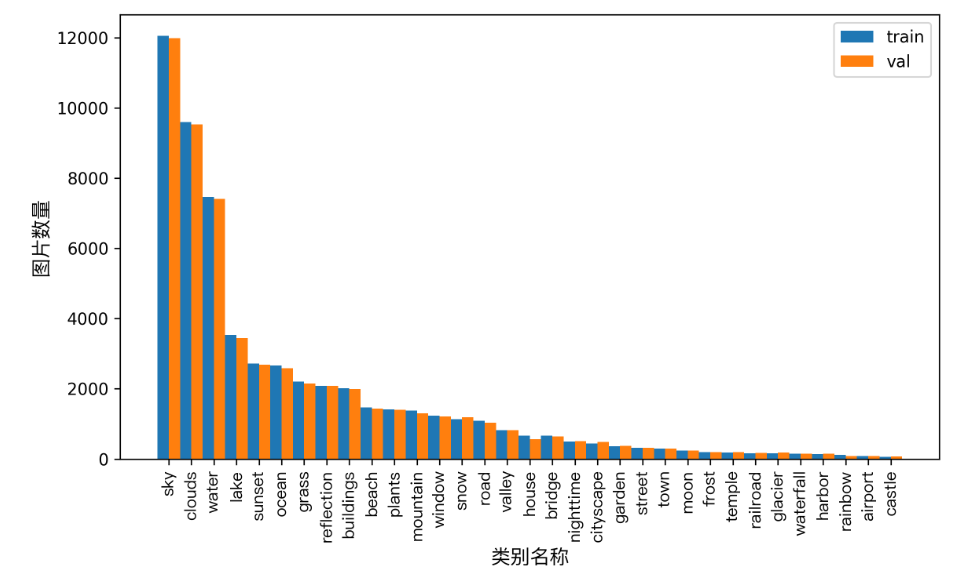 12000
10000
8000
6000
4000
2000
0
图片数量
train
val
sky
clouds
water
lake
sunset
ocean
grass
reflection
buildings
beach
plants
mountain
window
snow
road
valley
house
bridge
nighttime
cityscape
garden
street
town
moon
frost
temple
railroad
glacier
waterfall
harbor
rainbow
airport
castle
类别名称